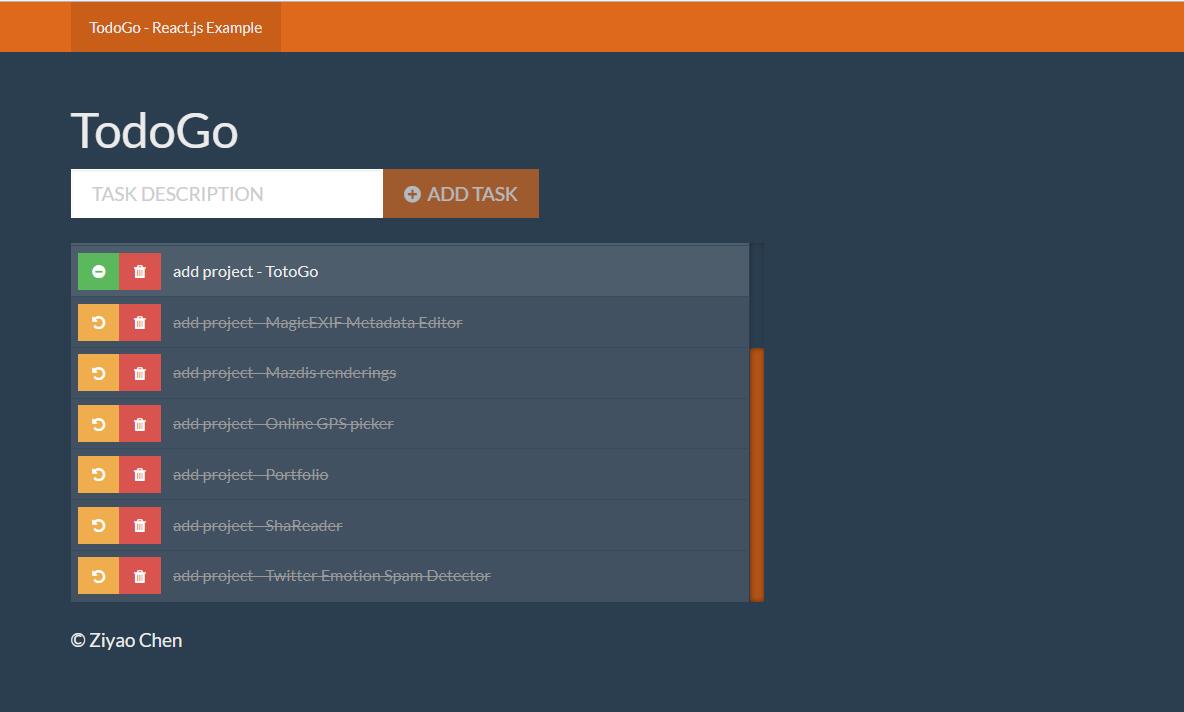 TodoGo - React.js Example
TodoGo
TASK DESCRIPTION
ADD TASK
add project - TotoGo
add project - MagicEXIF Metadata Editor
add project - Mazdis renderings
add project - Online GPS picker
add project - Portfolio
add project - ShaReader
add project - Twitter Emotion Spam Detector
© Ziyao Chen